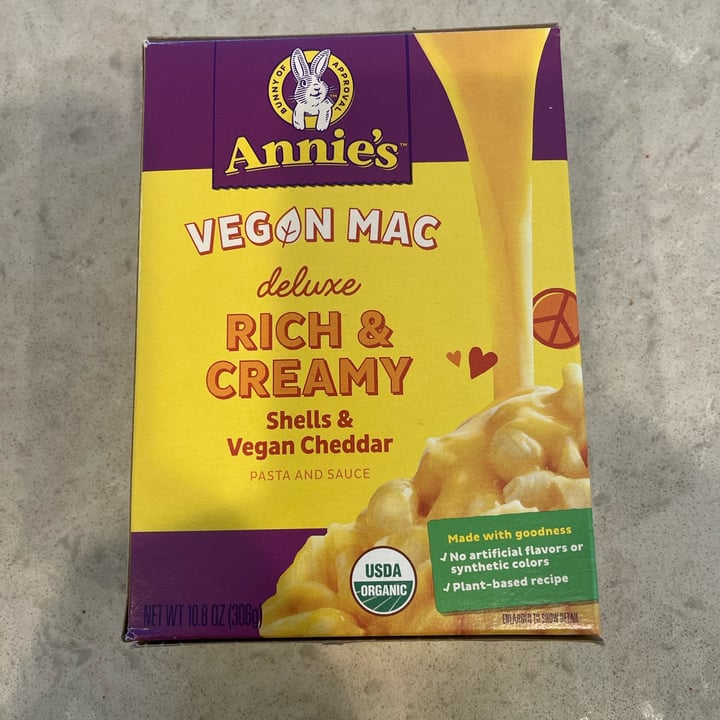 BUNNY OF APPROVAL
Annie's™
VEGAN MAC
deluxe
RICH &
CREAMY
Shells &
Vegan Cheddar
PASTA AND SAUCE
Made with goodness
√ No artificial flavors or
synthetic colors
√ Plant-based recipe
USDA
ORGANIC
NET WT 10.8 OZ (306g)
ENLARGED TO SHOW DETAIL